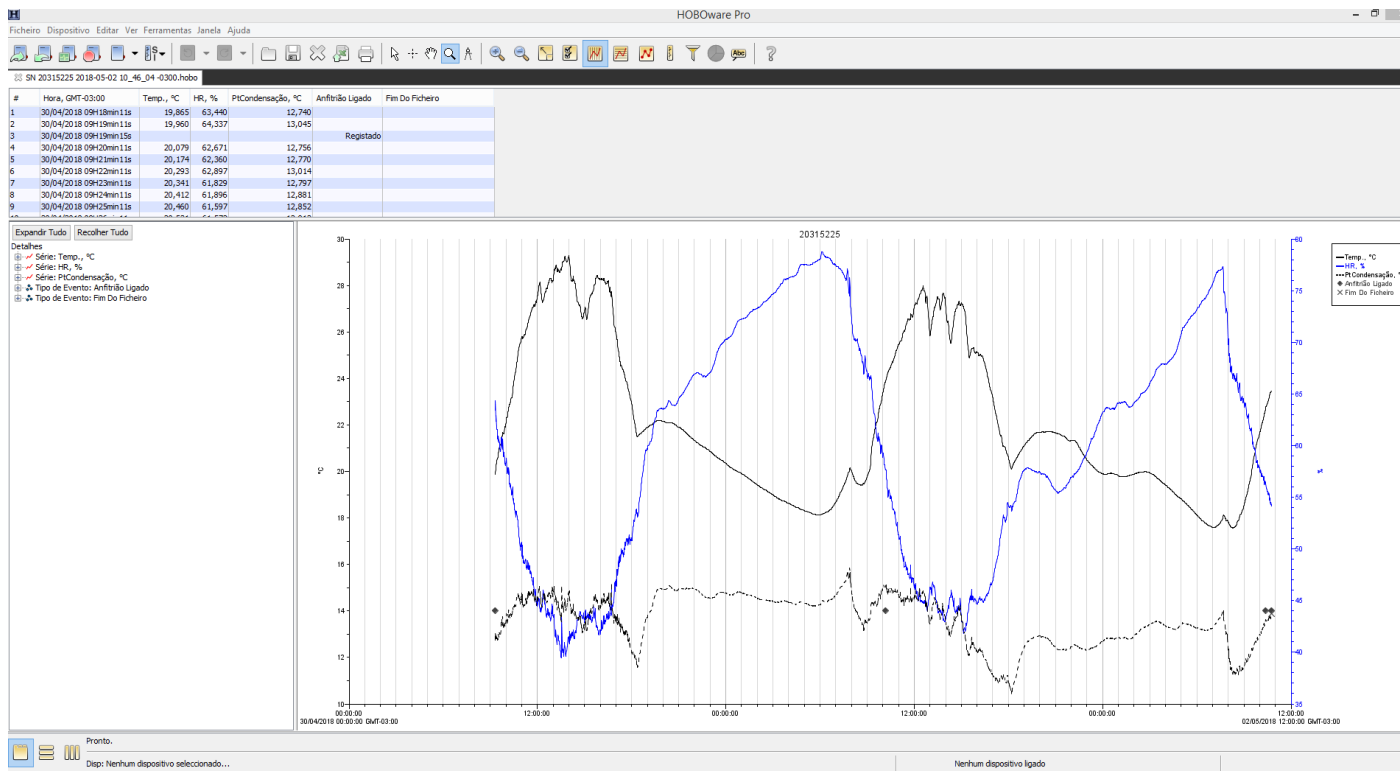 HOBOware Pro
Ficheiro Dispositivo Editar Ver Ferramentas Janela Ajuda
SN 20315225 2018-05-02 10_46_04 -0300.hobo
# Hora, GMT-03:00 Temp., °C HR, % PtCondensação, °C Anfitrião Ligado Fim Do Ficheiro
1 30/04/2018 09H18min11s 19,865 63,440 12,740
2 30/04/2018 09H19min11s 19,960 64,337 13,045
3 30/04/2018 09H19min15s Registado
4 30/04/2018 09H20min11s 20,079 62,671 12,756
5 30/04/2018 09H21min11s 20,174 62,360 12,770
6 30/04/2018 09H22min11s 20,293 62,897 13,014
7 30/04/2018 09H23min11s 20,341 61,829 12,797
8 30/04/2018 09H24min11s 20,412 61,896 12,881
9 30/04/2018 09H25min11s 20,460 61,597 12,852
Expandir Tudo Recolher Tudo
Detalhes
Série: Temp., °C
Série: HR, %
Série: PtCondensação, °C
Tipo de Evento: Anfitrião Ligado
Tipo de Evento: Fim Do Ficheiro
20315225
30
28
26
24
22
20
18
16
14
12
10
°C
80
75
70
65
60
55
50
45
40
35
%
Temp., °C
HR, %
PtCondensação,
Anfitrião Ligado
Fim Do Ficheiro
00:00:00 12:00:00 00:00:00 12:00:00 00:00:00 12:00:00
30/04/2018 00:00:00 GMT-03:00 02/05/2018 12:00:00 GMT-03:00
Pronto.
Disp: Nenhum dispositivo seleccionado... Nenhum dispositivo ligado